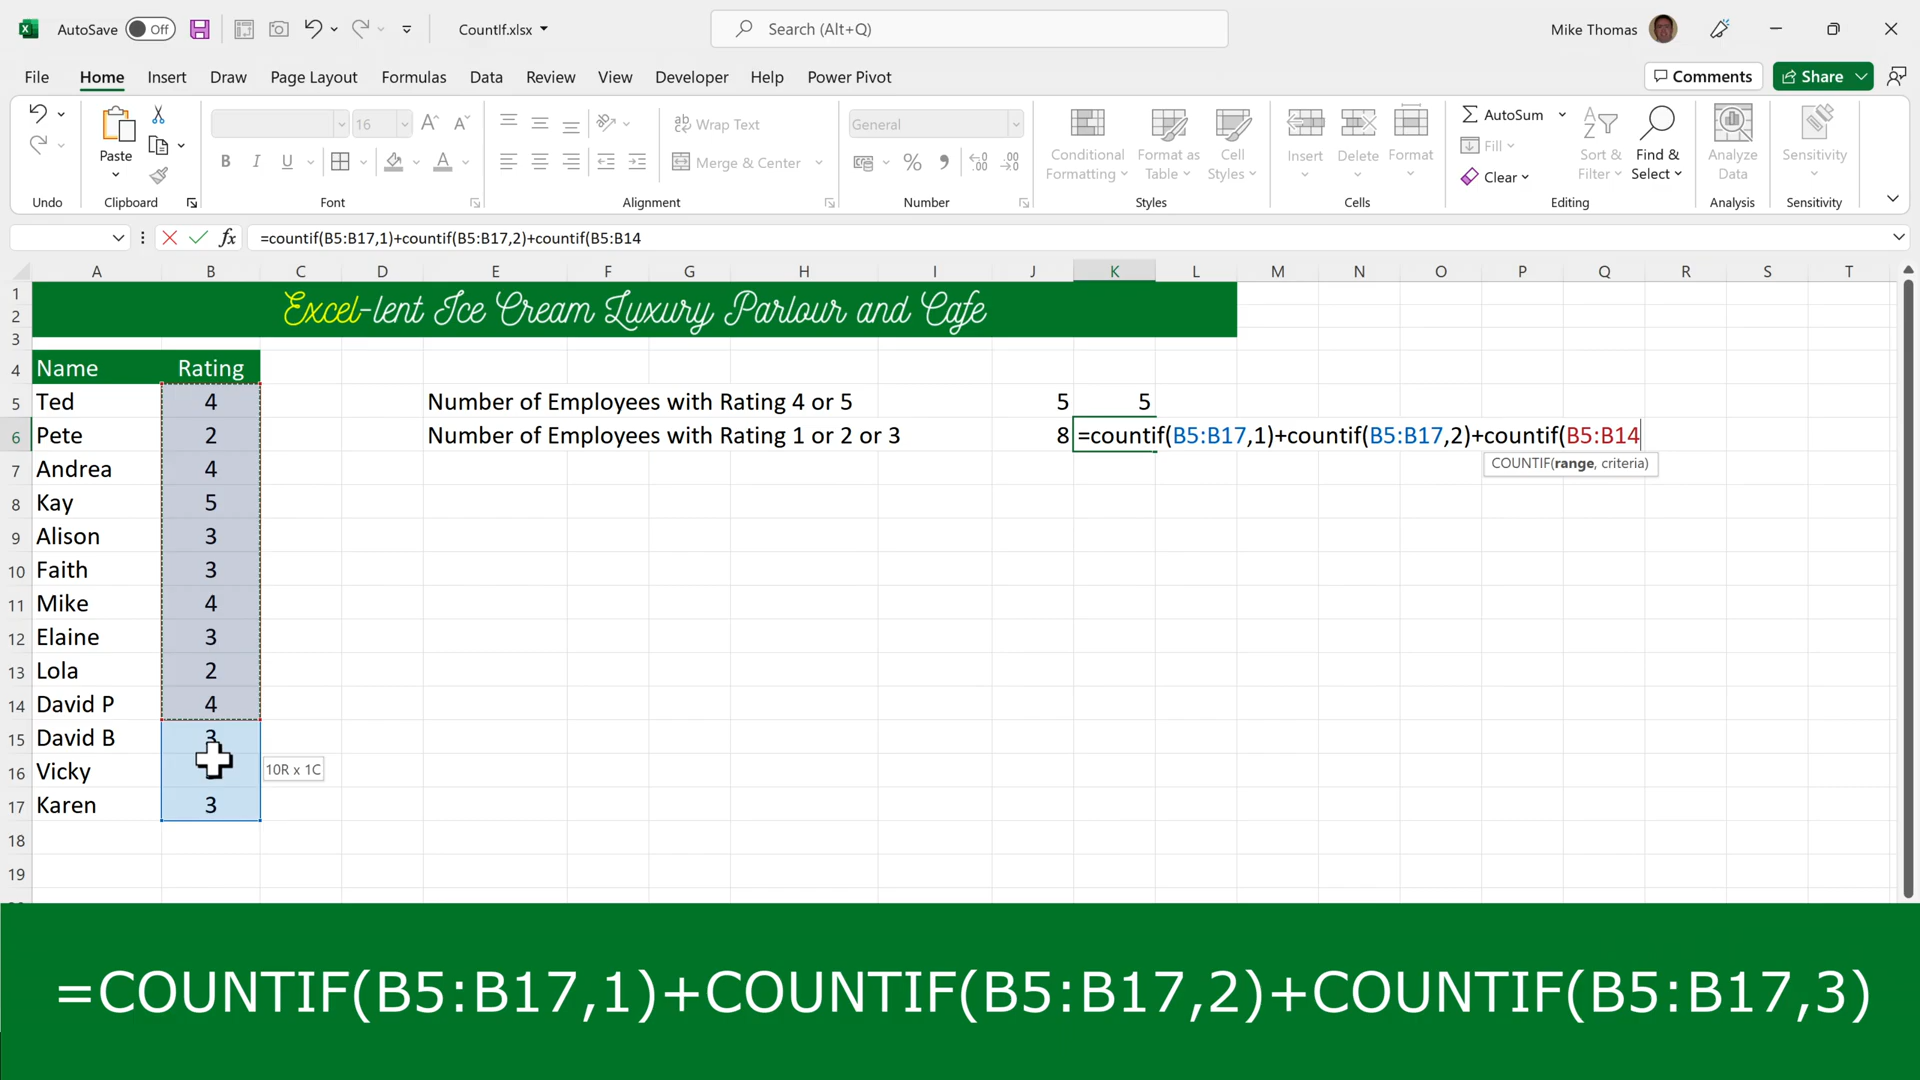 AutoSave Off CountIf.xlsx Search (Alt+Q) Mike Thomas
File Home Insert Draw Page Layout Formulas Data Review View Developer Help Power Pivot Comments Share
Paste 16 Wrap Text General AutoSum
B I U Merge & Center Conditional Formatting Format as Table Cell Styles Insert Delete Format Fill Clear Sort & Filter Find & Select Analyze Data Sensitivity
Undo Clipboard Font Alignment Number Styles Cells Editing Analysis Sensitivity
fx =countif(B5:B17,1)+countif(B5:B17,2)+countif(B5:B14
A B C D E F G H I J K L M N O P Q R S T
1
Excel-lent Ice Cream Luxury Parlour and Cafe
2
3
4 Name Rating
5 Ted 4 Number of Employees with Rating 4 or 5 5 5
6 Pete 2 Number of Employees with Rating 1 or 2 or 3 8 =countif(B5:B17,1)+countif(B5:B17,2)+countif(B5:B14
COUNTIF(range, criteria)
7 Andrea 4
8 Kay 5
9 Alison 3
10 Faith 3
11 Mike 4
12 Elaine 3
13 Lola 2
14 David P 4
15 David B 3
16 Vicky 10R x 1C
17 Karen 3
18
19
=COUNTIF(B5:B17,1)+COUNTIF(B5:B17,2)+COUNTIF(B5:B17,3)